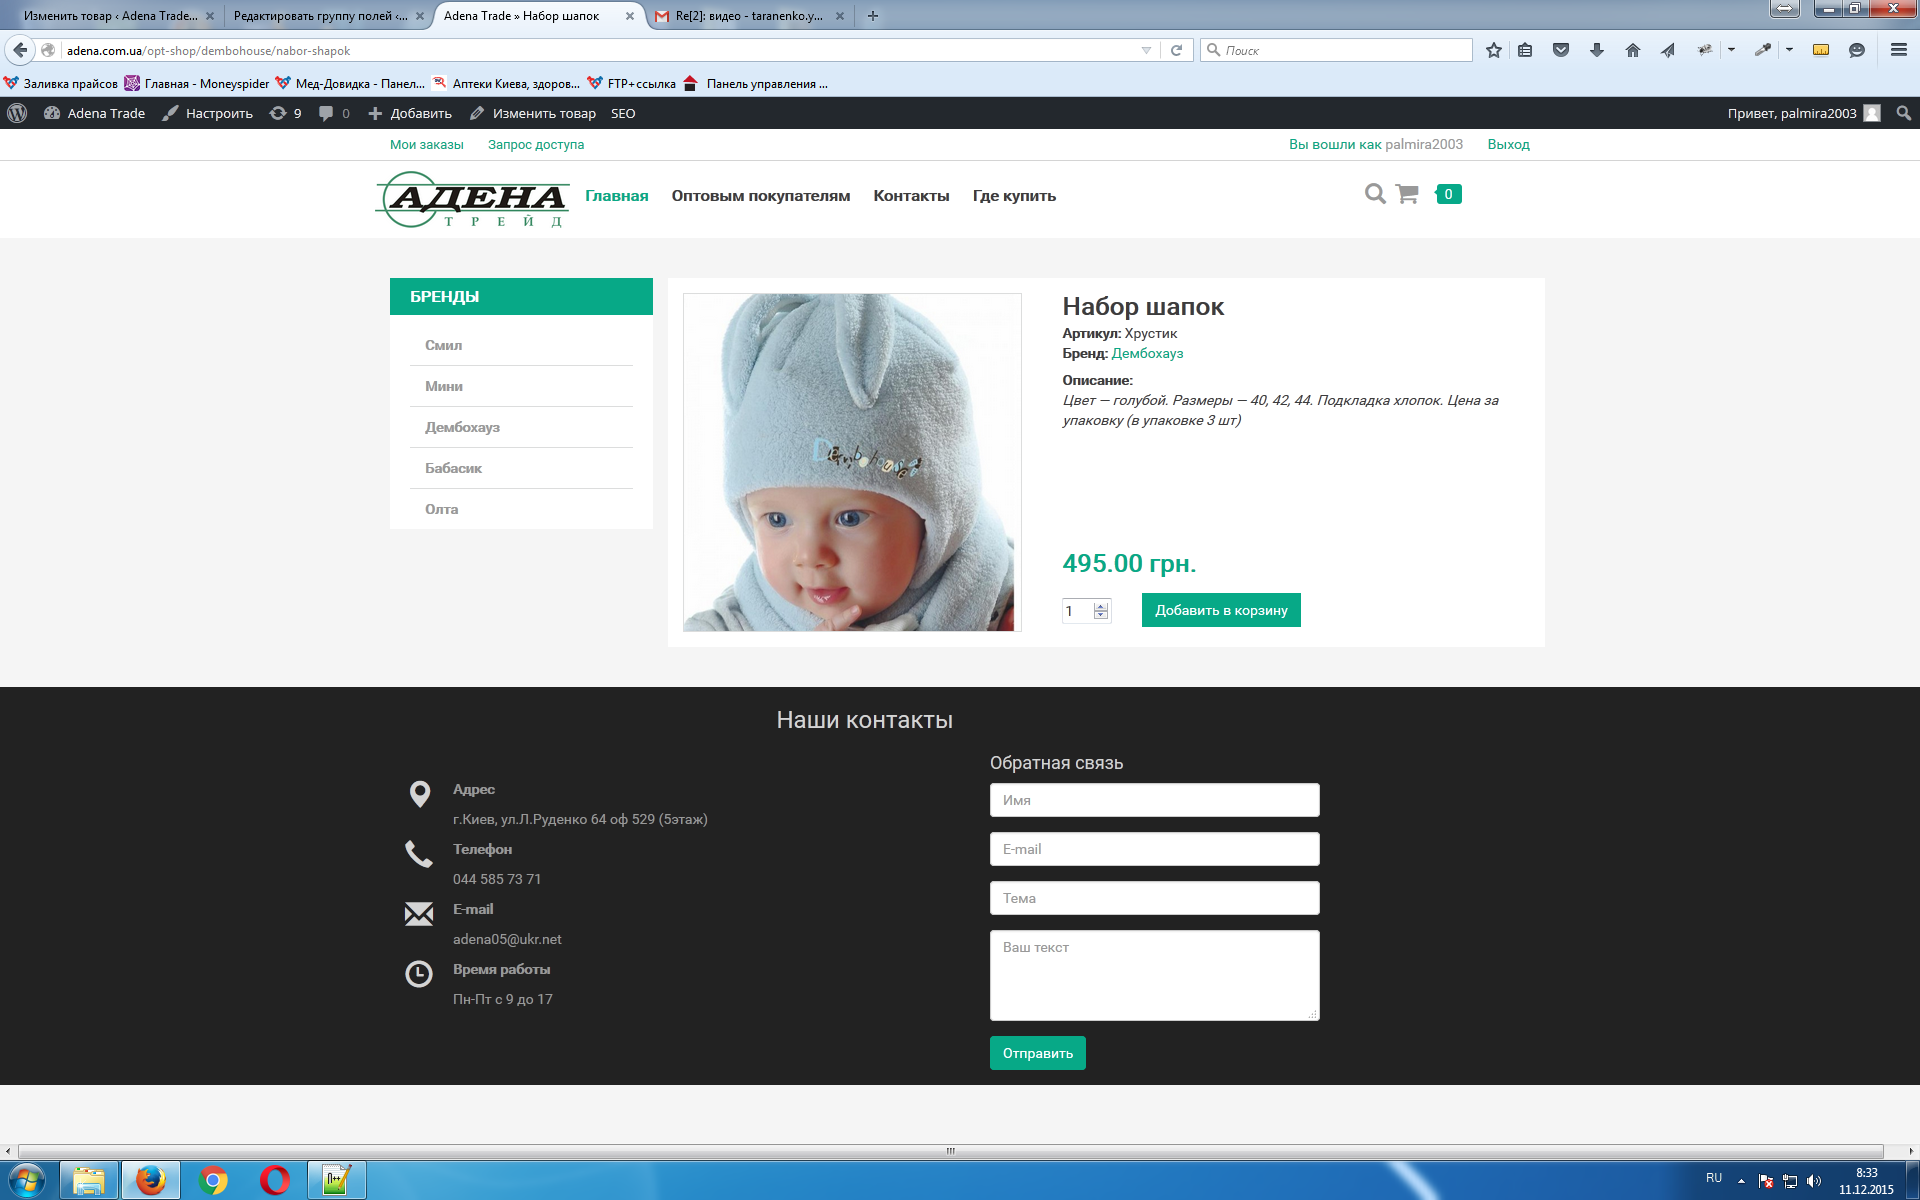 Изменить товар ‹ Adena Trade...
Редактировать группу полей ‹...
Adena Trade » Набор шапок
Re[2]: видео - taranenko.y...
adena.com.ua/opt-shop/dembohouse/nabor-shapok
Поиск
Заливка прайсов
Главная - Moneyspider
Мед-Довидка - Панел...
Аптеки Киева, здоров...
FTP+ссылка
Панель управления ...
Adena Trade
Настроить
9
0
Добавить
Изменить товар
SEO
Привет, palmira2003
Мои заказы
Запрос доступа
Вы вошли как palmira2003
Выход
АДЕНА
ТРЕЙД
Главная
Оптовым покупателям
Контакты
Где купить
0
БРЕНДЫ
Смил
Мини
Дембохауз
Бабасик
Олта
Dembohouse
Набор шапок
Артикул: Хрустик
Бренд: Дембохауз
Описание:
Цвет — голубой. Размеры — 40, 42, 44. Подкладка хлопок. Цена за
упаковку (в упаковке 3 шт)
495.00 грн.
1
Добавить в корзину
Наши контакты
Адрес
г.Киев, ул.Л.Руденко 64 оф 529 (5этаж)
Телефон
044 585 73 71
E-mail
adena05@ukr.net
Время работы
Пн-Пт с 9 до 17
Обратная связь
Имя
E-mail
Тема
Ваш текст
Отправить
RU
8:33
11.12.2015